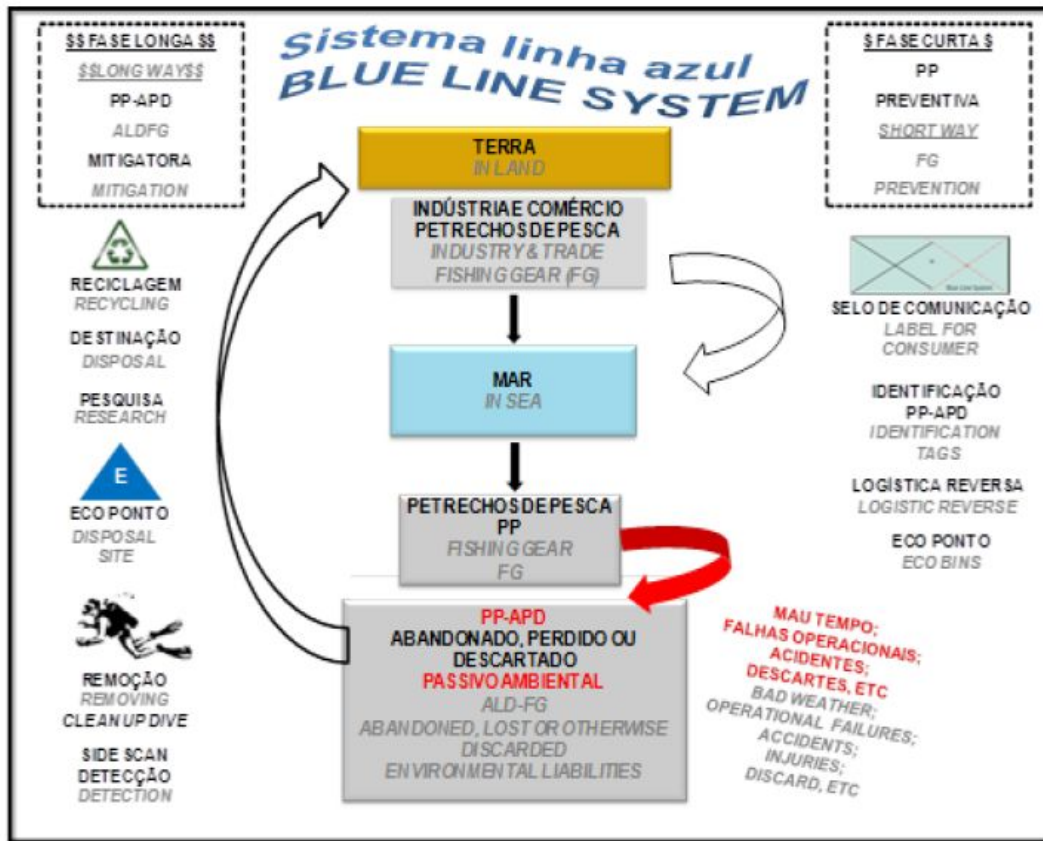 Sistema linha azul
BLUE LINE SYSTEM
$$ FASE LONGA $$
$$LONG WAY$$
PP-APD
ALDFG
MITIGATORA
MITIGATION
RECICLAGEM
RECYCLING
DESTINAÇÃO
DISPOSAL
PESQUISA
RESEARCH
E
ECO PONTO
DISPOSAL
SITE
REMOÇÃO
REMOVING
CLEAN UP DIVE
SIDE SCAN
DETECÇÃO
DETECTION
TERRA
IN LAND
INDÚSTRIA E COMÉRCIO
PETRECHOS DE PESCA
INDUSTRY & TRADE
FISHING GEAR (FG)
MAR
IN SEA
PETRECHOS DE PESCA
PP
FISHING GEAR
FG
PP-APD
ABANDONADO, PERDIDO OU
DESCARTADO
PASSIVO AMBIENTAL
ALD-FG
ABANDONED, LOST OR OTHERWISE
DISCARDED
ENVIRONMENTAL LIABILITIES
$ FASE CURTA $
PP
PREVENTIVA
SHORT WAY
FG
PREVENTION
Blue Line System
SELO DE COMUNICAÇÃO
LABEL FOR
CONSUMER
IDENTIFICAÇÃO
PP-APD
IDENTIFICATION
TAGS
LOGÍSTICA REVERSA
LOGISTIC REVERSE
ECO PONTO
ECO BINS
MAU TEMPO;
FALHAS OPERACIONAIS;
ACIDENTES;
DESCARTES, ETC
BAD WEATHER;
OPERATIONAL FAILURES;
ACCIDENTS;
INJURIES;
DISCARD, ETC